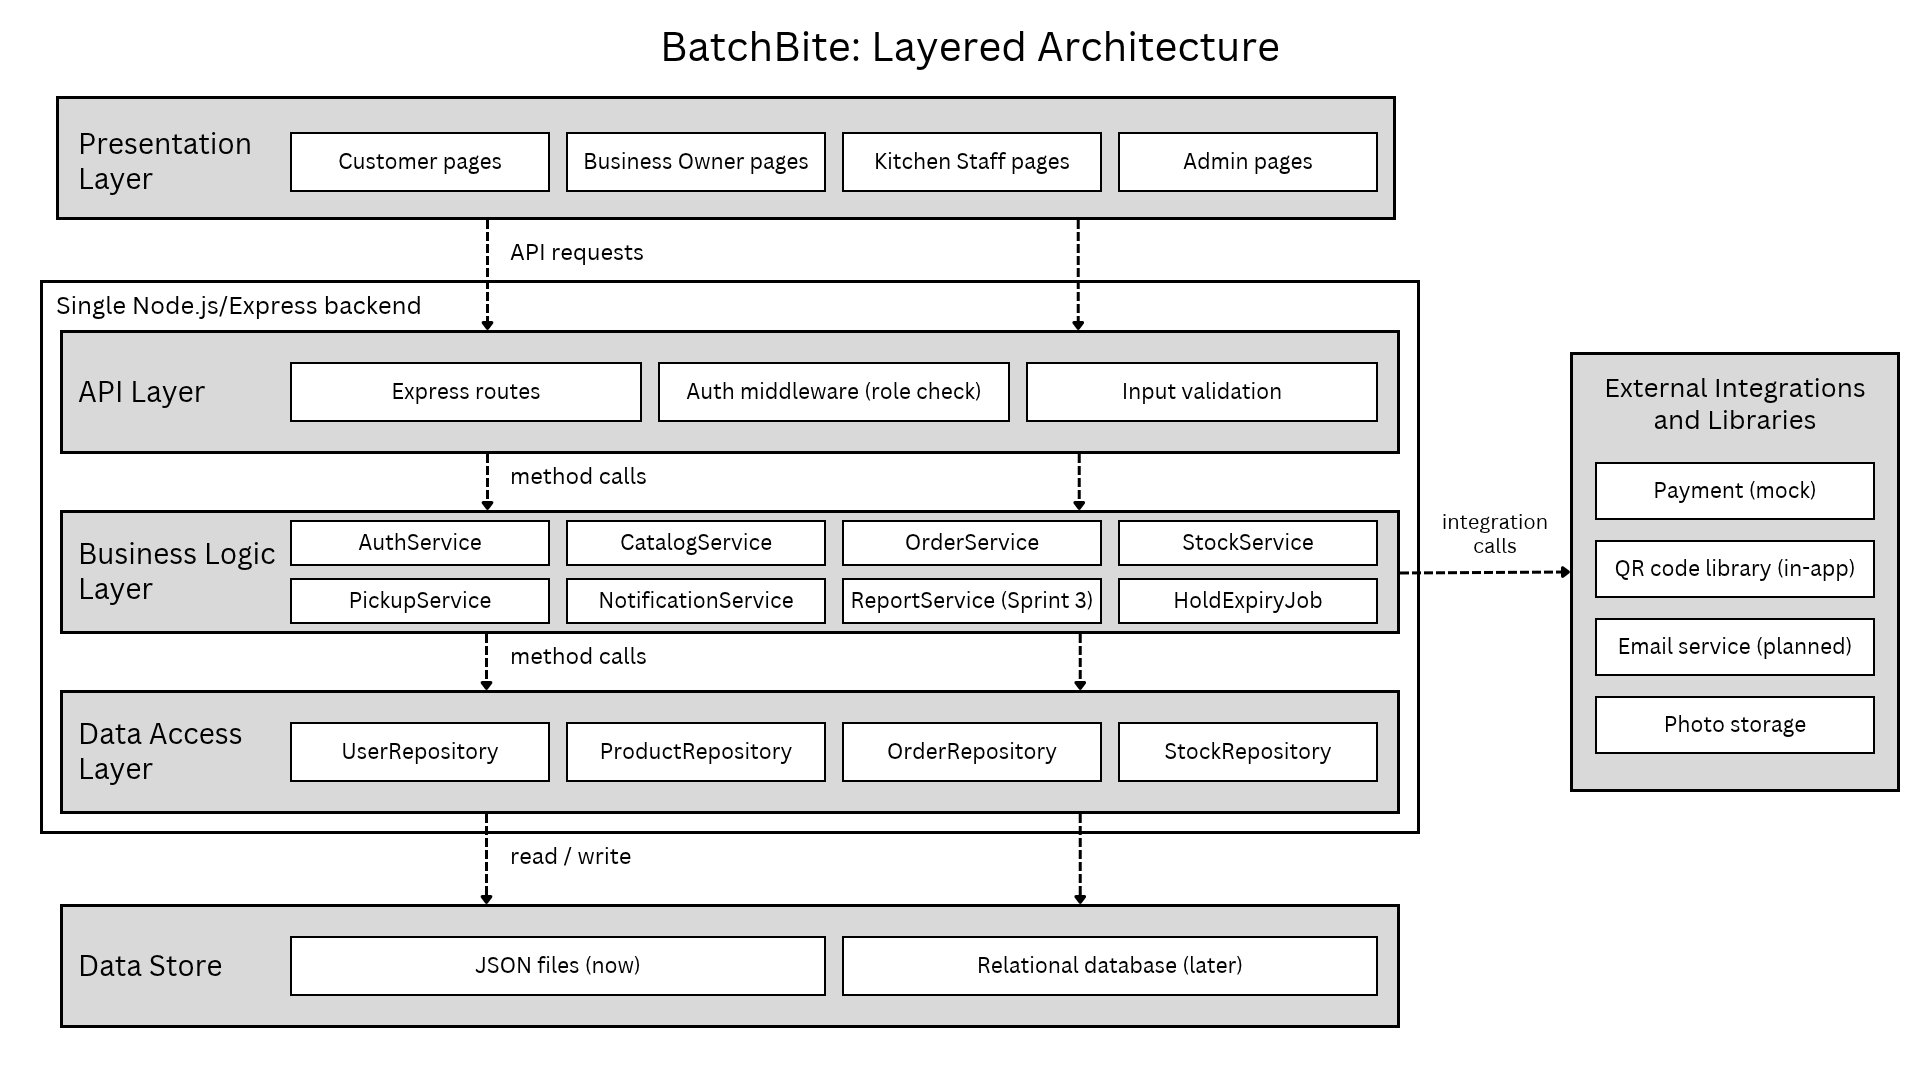 BatchBite: Layered Architecture
Presentation
Layer
Customer pages
Business Owner pages
Kitchen Staff pages
Admin pages
API requests
Single Node.js/Express backend
API Layer
Express routes
Auth middleware (role check)
Input validation
method calls
Business Logic
Layer
AuthService
CatalogService
OrderService
StockService
PickupService
NotificationService
ReportService (Sprint 3)
HoldExpiryJob
method calls
Data Access
Layer
UserRepository
ProductRepository
OrderRepository
StockRepository
read / write
Data Store
JSON files (now)
Relational database (later)
integration
calls
External Integrations
and Libraries
Payment (mock)
QR code library (in-app)
Email service (planned)
Photo storage